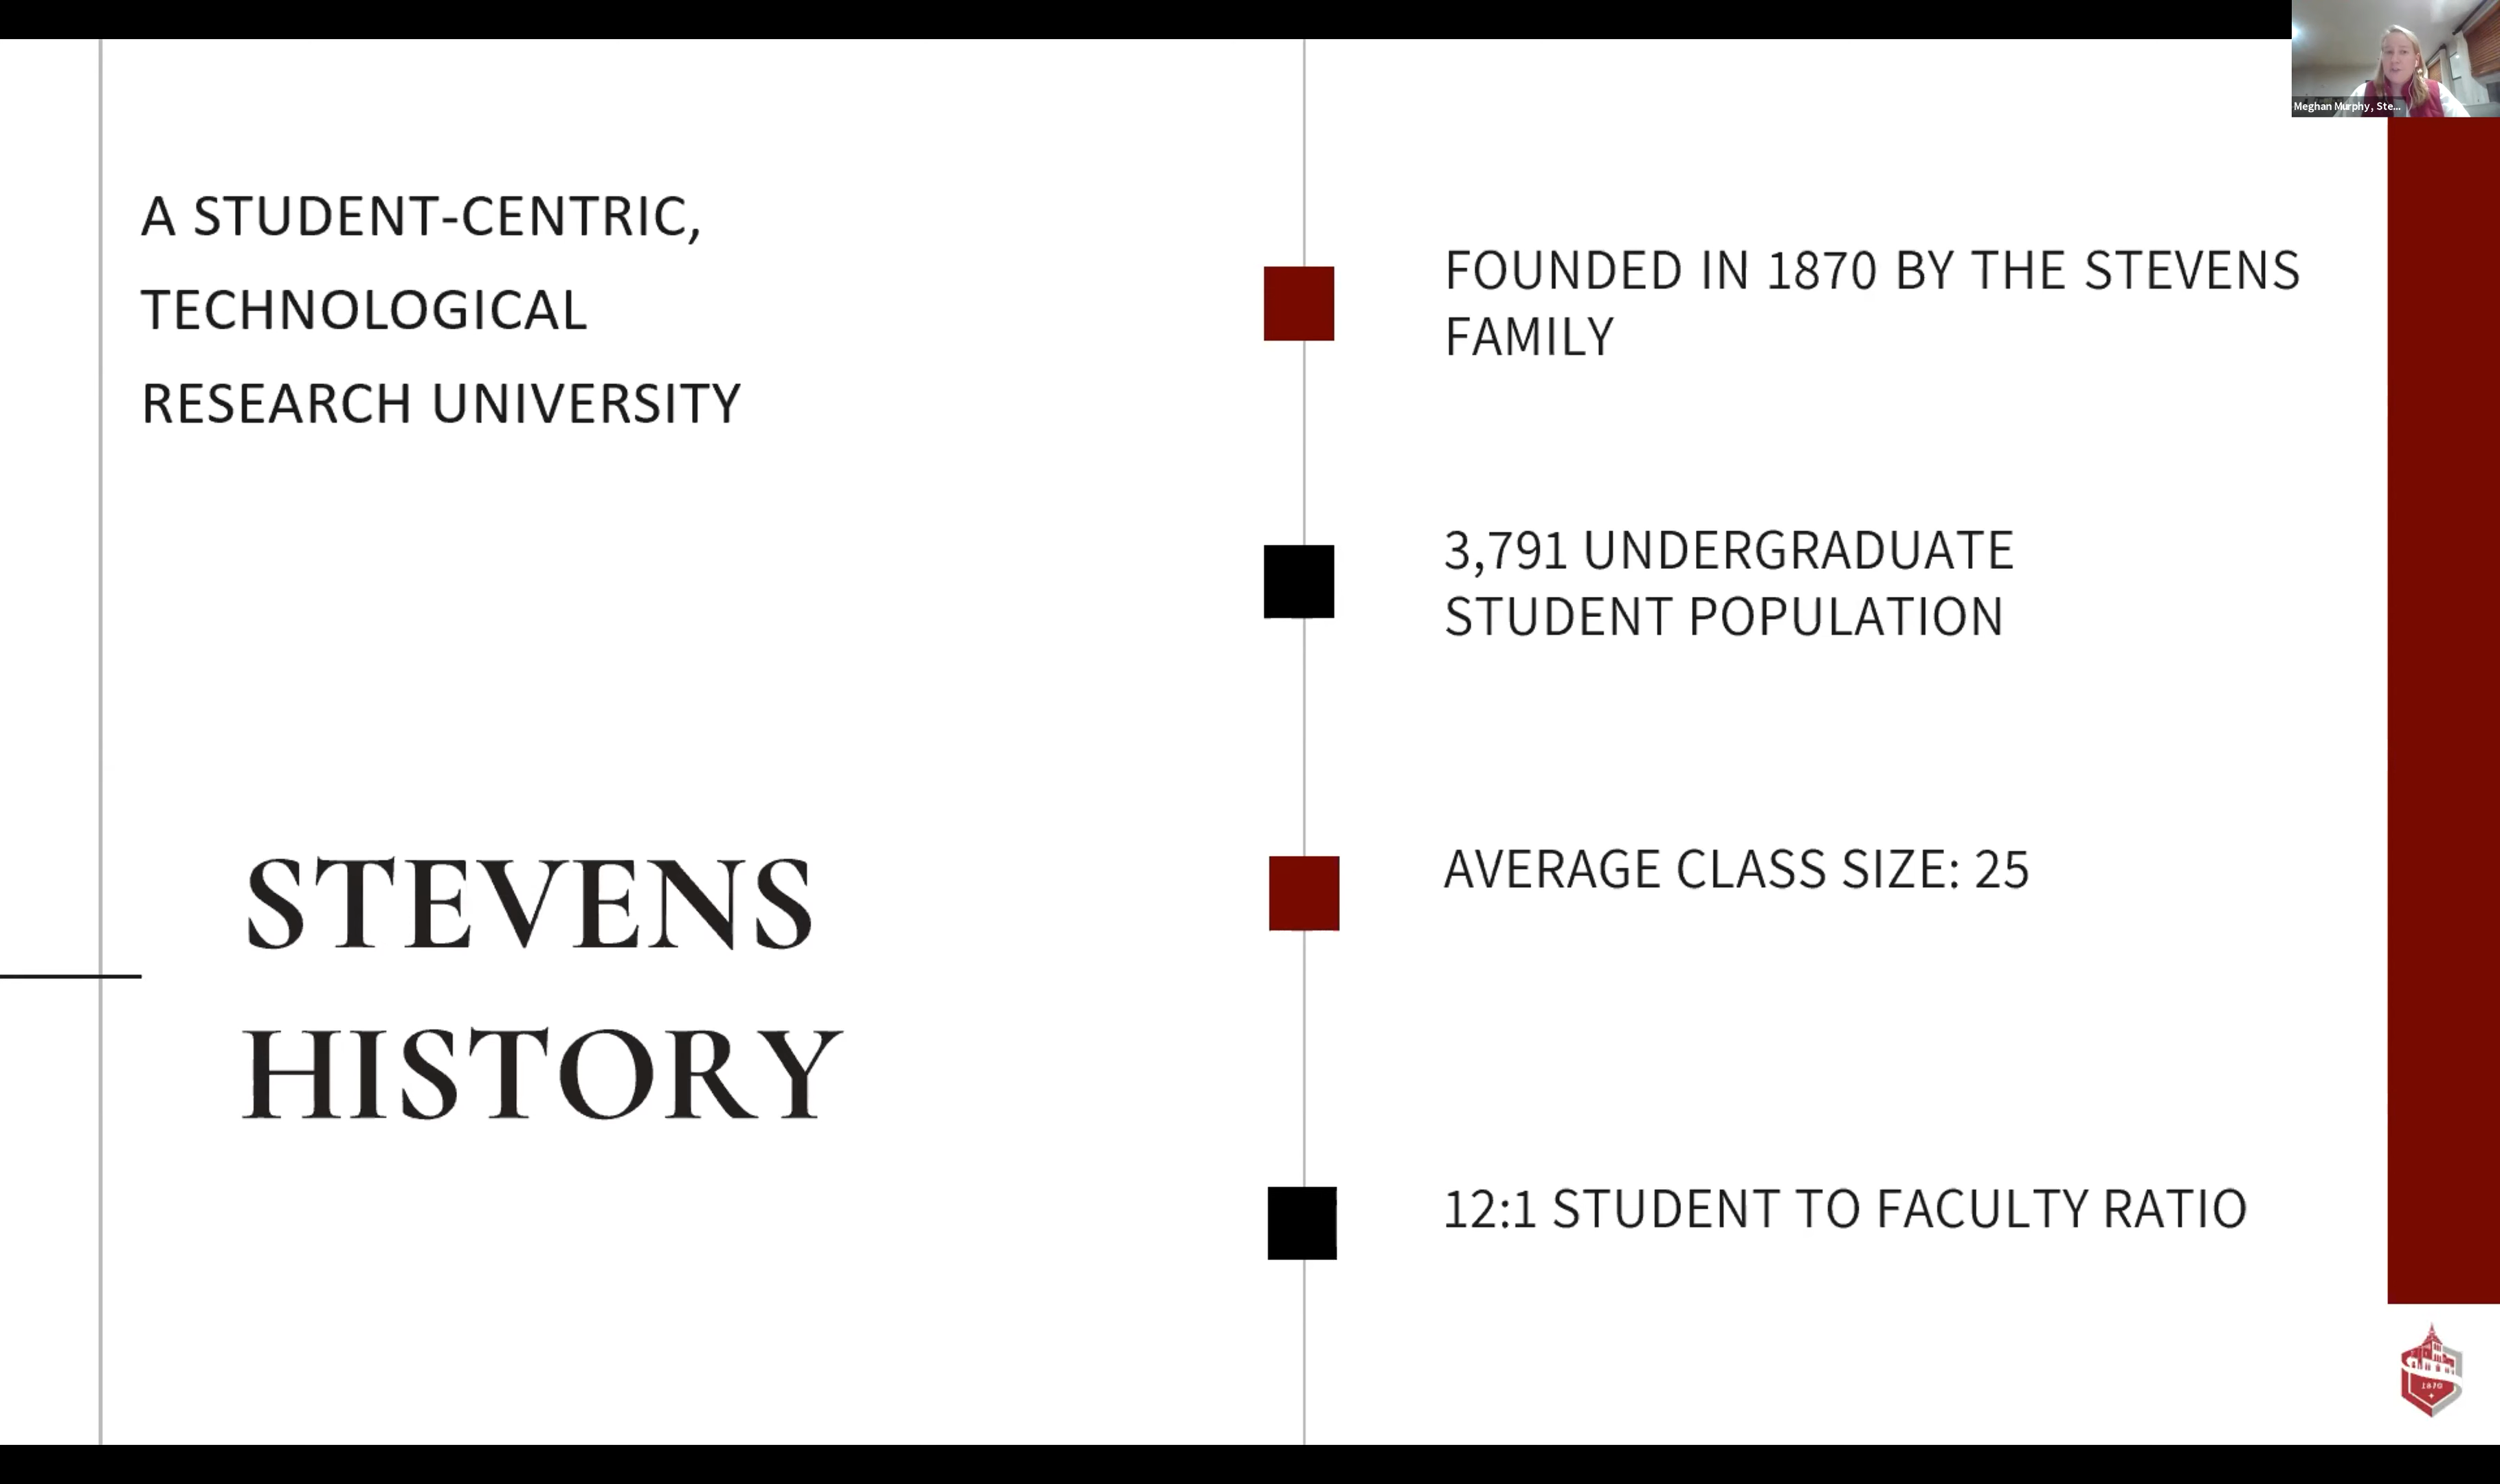 Meghan Murphy, Ste...
A STUDENT-CENTRIC,
TECHNOLOGICAL
RESEARCH UNIVERSITY
STEVENS
HISTORY
FOUNDED IN 1870 BY THE STEVENS
FAMILY
3,791 UNDERGRADUATE
STUDENT POPULATION
AVERAGE CLASS SIZE: 25
12:1 STUDENT TO FACULTY RATIO
1870